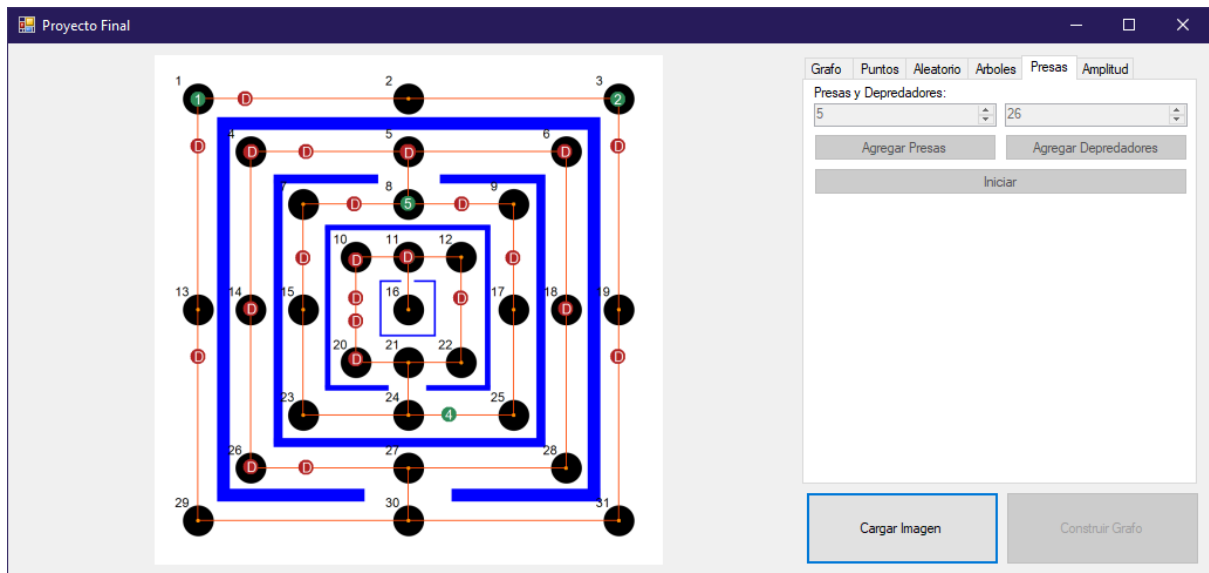 Proyecto Final
Grafo Puntos Aleatorio Arboles Presas Amplitud
Presas y Depredadores:
5 26
Agregar Presas Agregar Depredadores
Iniciar
Cargar Imagen Construir Grafo
1 2 3
1 D 2
D D
4 5 6
D D D D
7 8 9
D 5 D
10 11 12
D D D D
D D
13 14 15 16 17 18 19
D D
D
20 21 22
D D D
23 24 25
4
26 27 28
D D
29 30 31